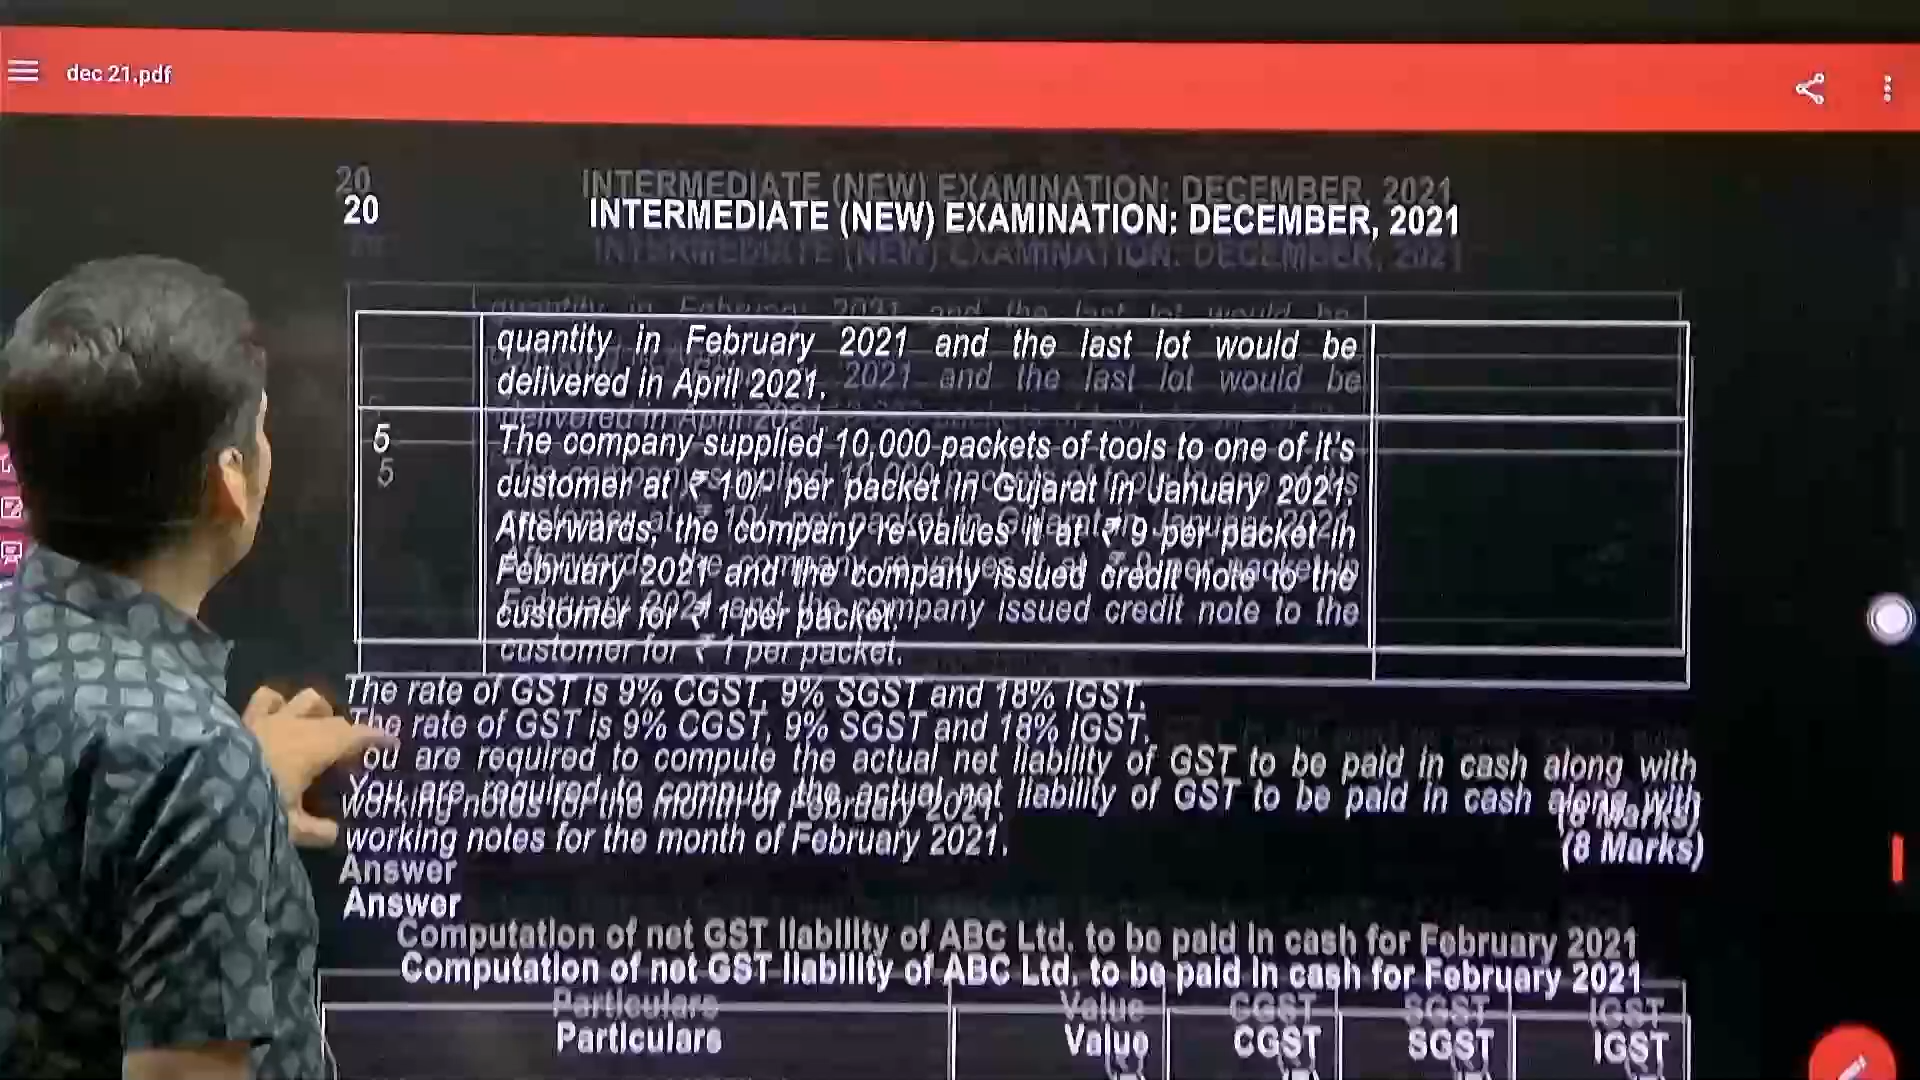 dec 21.pdf
20 INTERMEDIATE (NEW) EXAMINATION: DECEMBER, 2021
quantity in February 2021 and the last lot would be
delivered in April 2021.
5 The company supplied 10,000 packets of tools to one of it's
customer at ₹ 10/- per packet in Gujarat in January 2021.
Afterwards, the company re-values it at ₹ 9 per packet in
February 2021 and the company issued credit note to the
customer for ₹ 1 per packet.
The rate of GST is 9% CGST, 9% SGST and 18% IGST.
You are required to compute the actual net liability of GST to be paid in cash along with
working notes for the month of February 2021.
(8 Marks)
Answer
Computation of net GST liability of ABC Ltd. to be paid in cash for February 2021
Particulars Value CGST SGST IGST